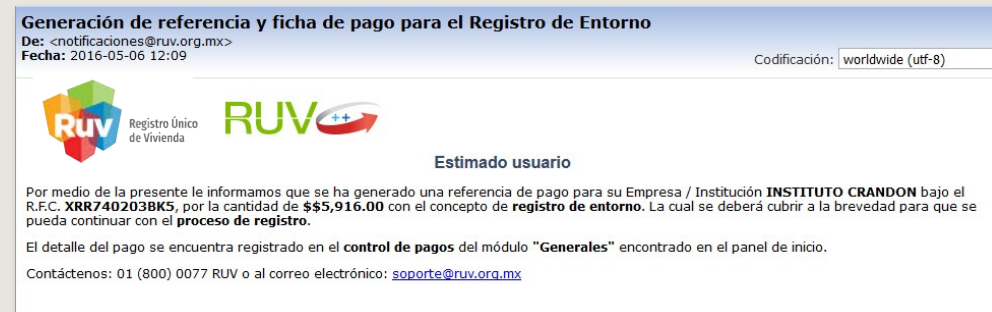 Generación de referencia y ficha de pago para el Registro de Entorno
De: <notificaciones@ruv.org.mx>
Fecha: 2016-05-06 12:09
Codificación: worldwide (utf-8)
Ruv Registro Único
de Vivienda
RUV++
Estimado usuario
Por medio de la presente le informamos que se ha generado una referencia de pago para su Empresa / Institución INSTITUTO CRANDON bajo el
R.F.C. XRR740203BK5, por la cantidad de $$5,916.00 con el concepto de registro de entorno. La cual se deberá cubrir a la brevedad para que se
pueda continuar con el proceso de registro.
El detalle del pago se encuentra registrado en el control de pagos del módulo "Generales" encontrado en el panel de inicio.
Contáctenos: 01 (800) 0077 RUV o al correo electrónico: soporte@ruv.org.mx